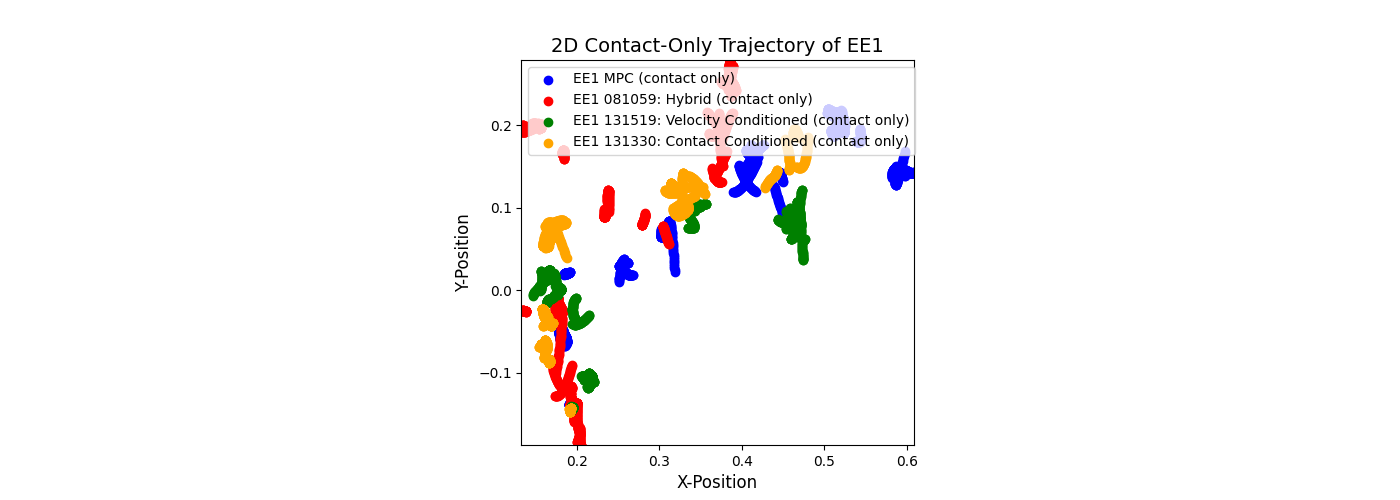 2D Contact-Only Trajectory of EE1
EE1 MPC (contact only)
EE1 081059: Hybrid (contact only)
EE1 131519: Velocity Conditioned (contact only)
EE1 131330: Contact Conditioned (contact only)
0.2
0.1
0.0
−0.1
Y-Position
0.2 0.3 0.4 0.5 0.6
X-Position